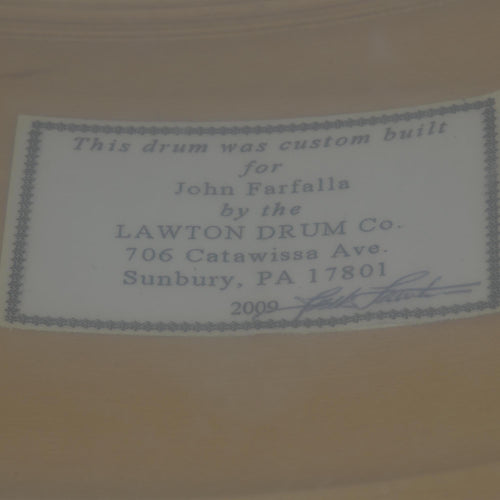 This drum was custom built
for
John Farfalla
by the
LAWTON DRUM Co.
706 Catawissa Ave.
Sunbury, PA 17801
2009